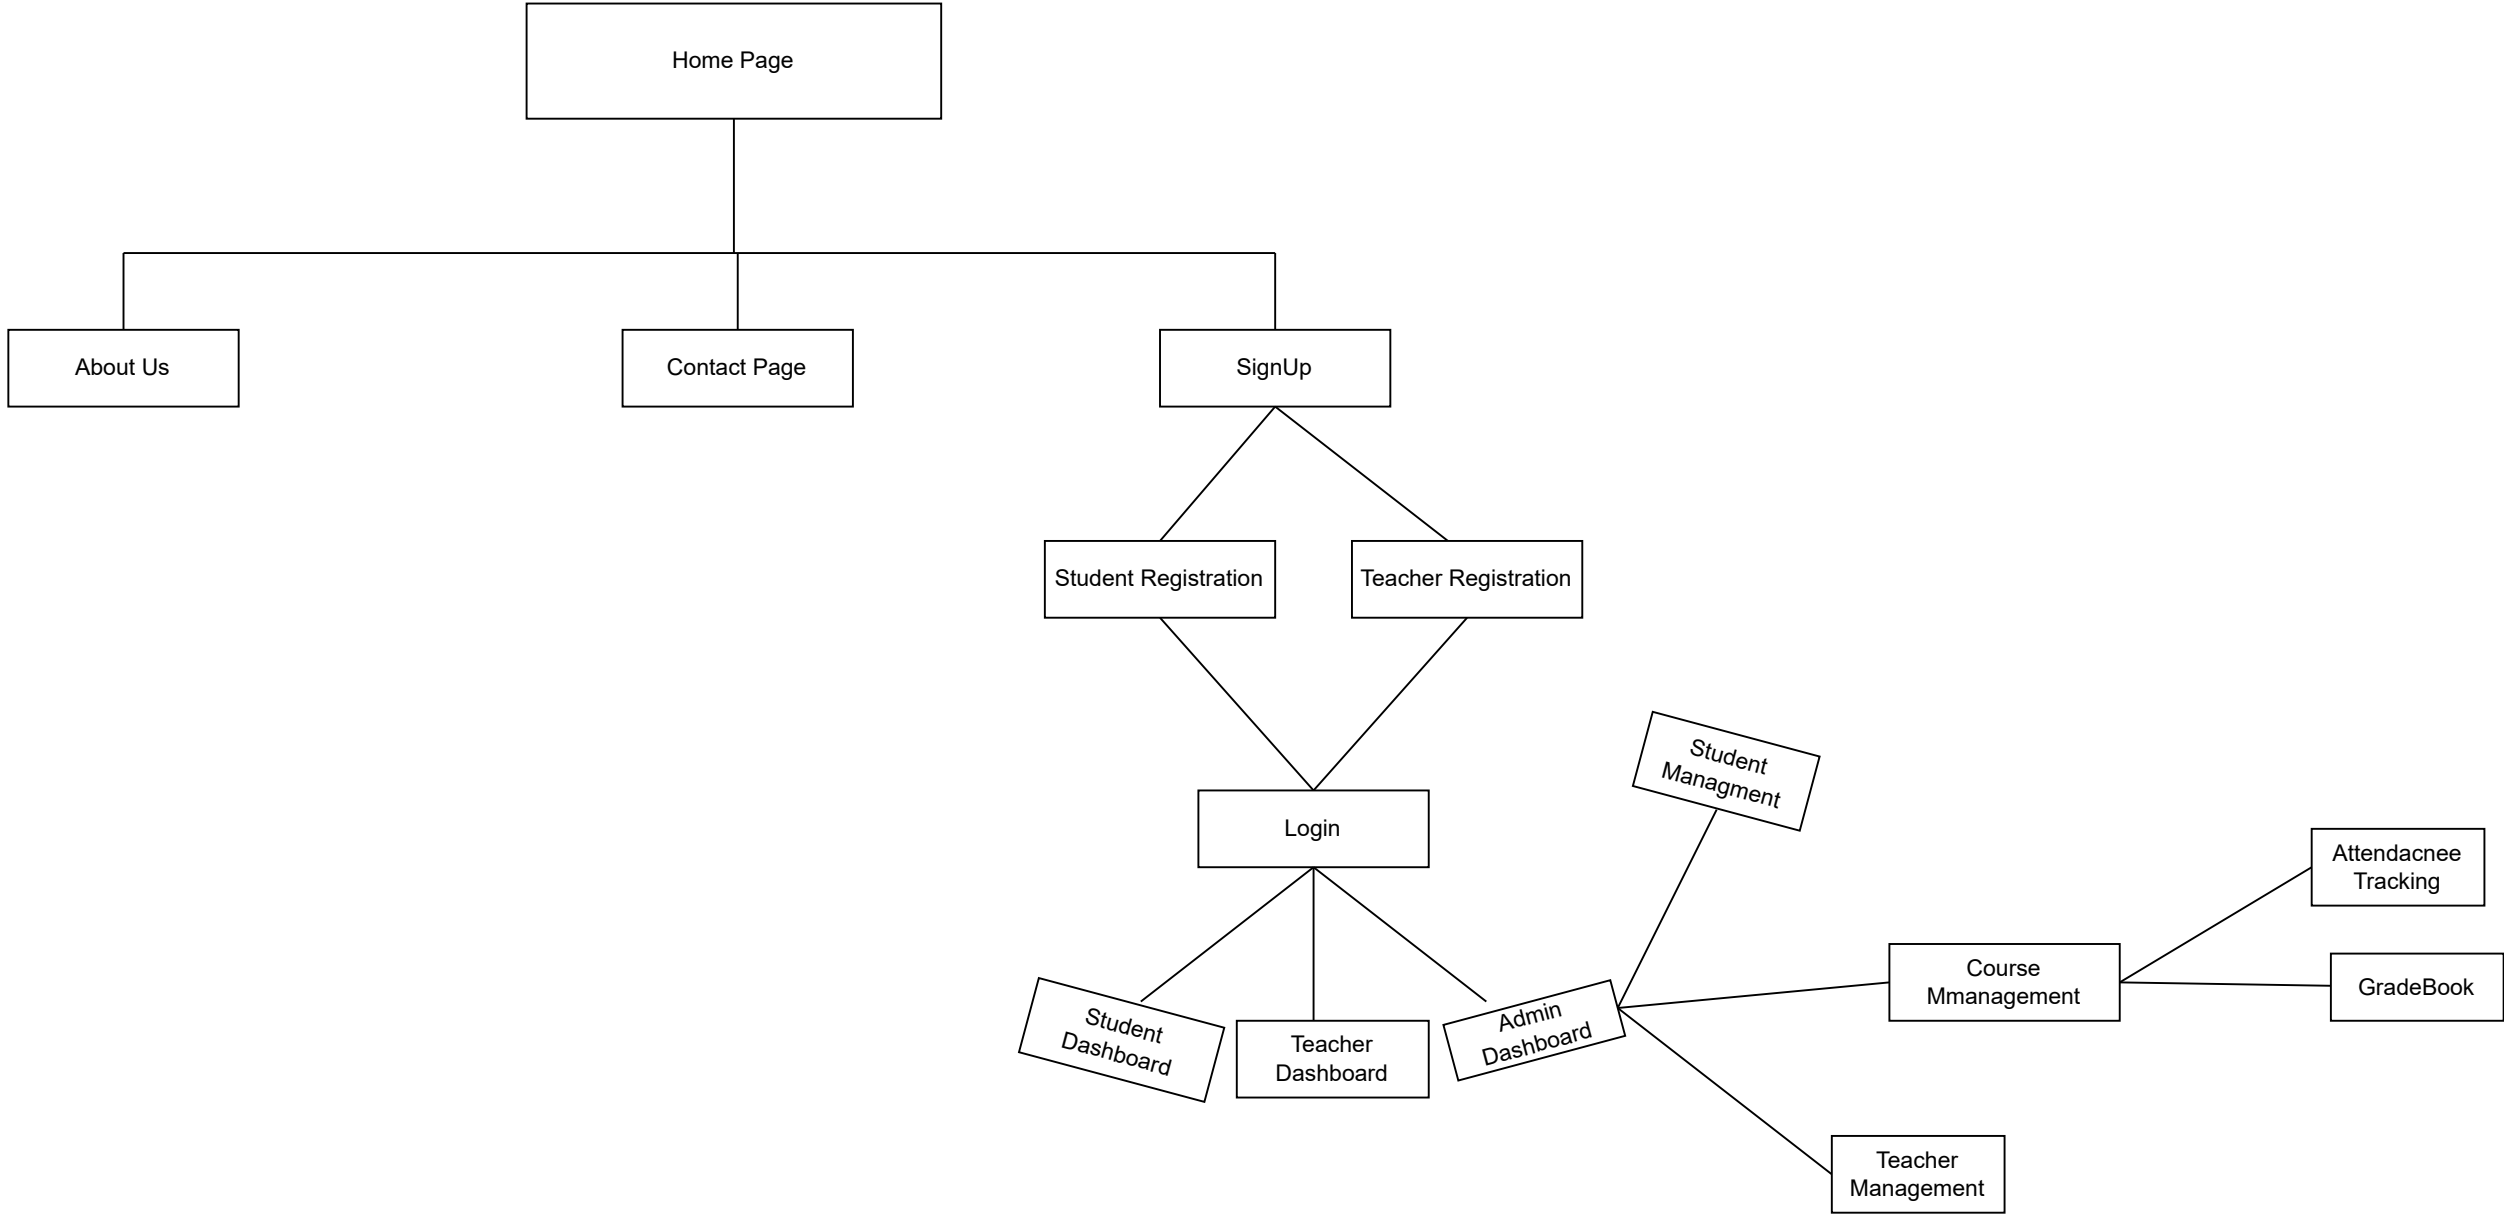 Home Page
About Us
Contact Page
SignUp
Student Registration
Teacher Registration
Login
Student
Managment
Attendacnee
Tracking
Course
Mmanagement
GradeBook
Student
Dashboard
Teacher
Dashboard
Admin
Dashboard
Teacher
Management